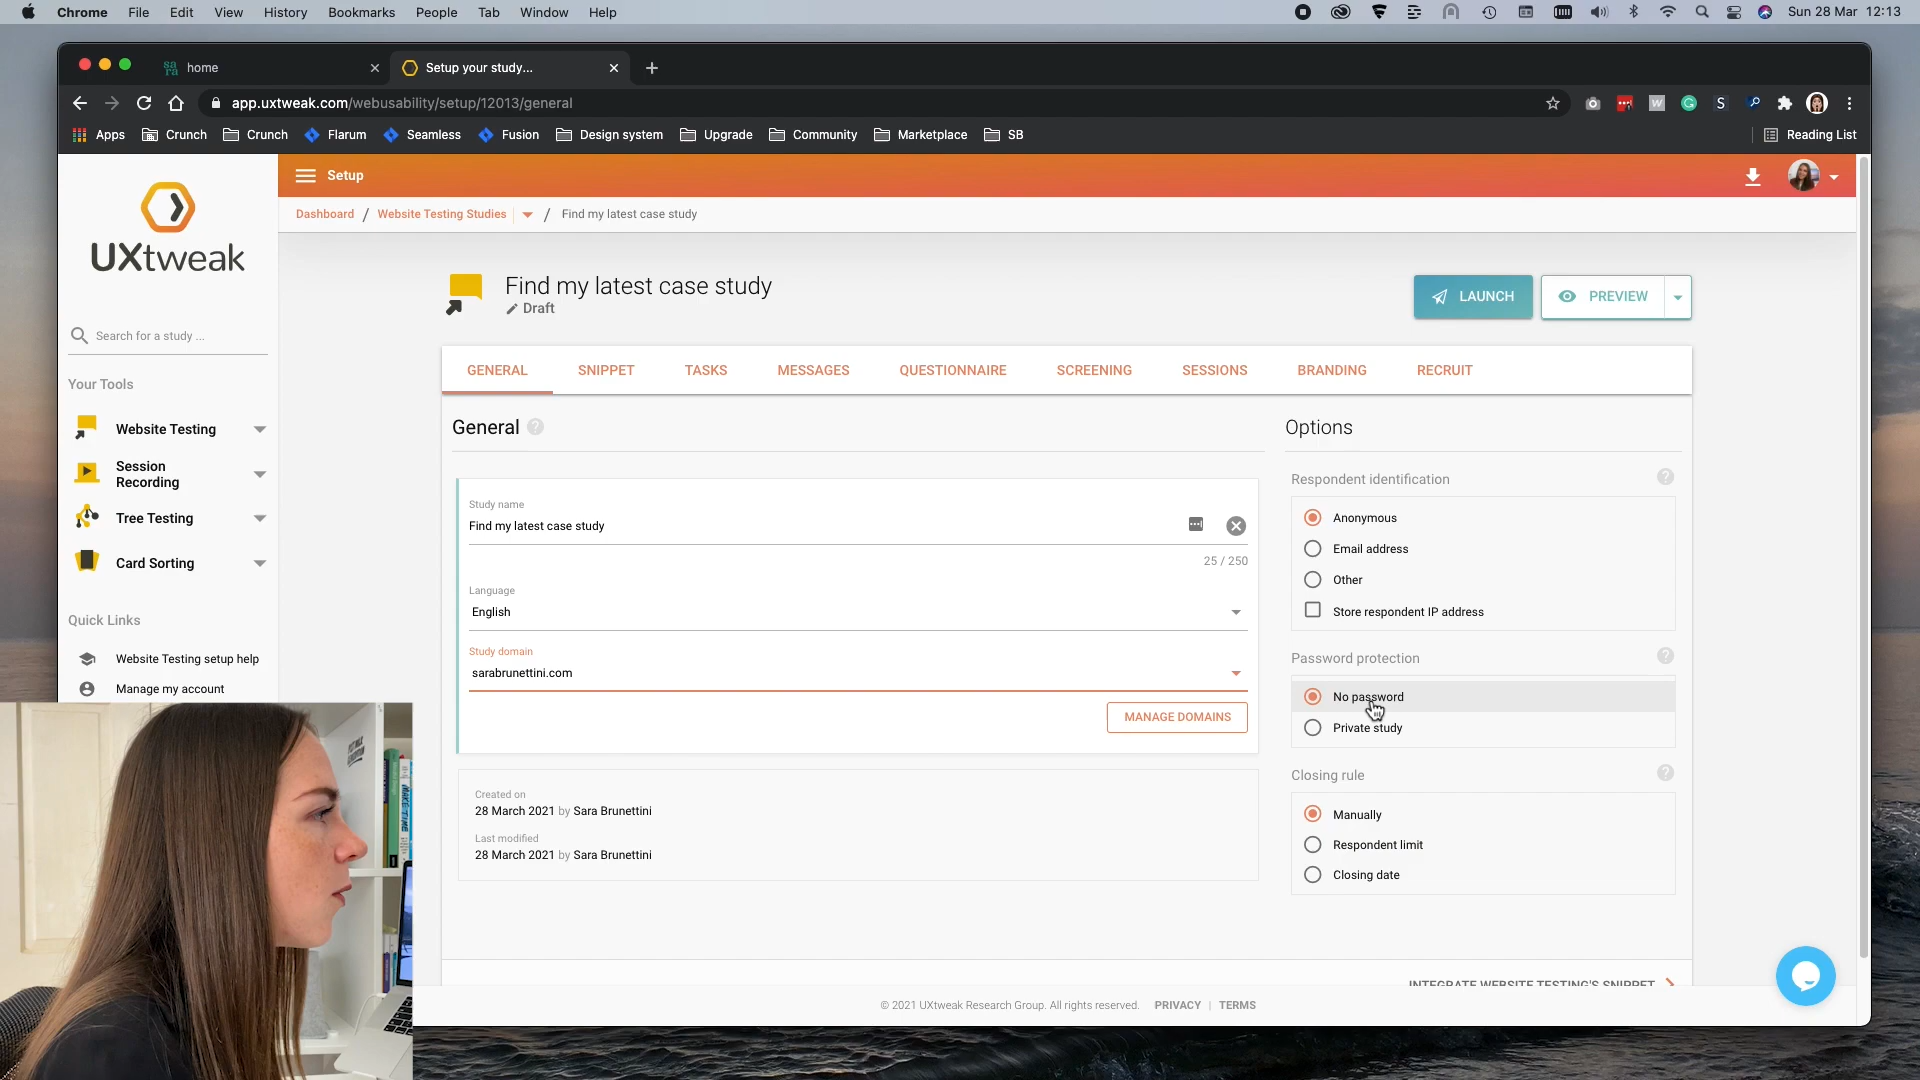 Chrome File Edit View History Bookmarks People Tab Window Help Sun 28 Mar 12:13
home
Setup your study...
app.uxtweak.com/webusability/setup/12013/general
Apps Crunch Crunch Flarum Seamless Fusion Design system Upgrade Community Marketplace SB Reading List
UXtweak
Search for a study ...
Your Tools
Website Testing
Session
Recording
Tree Testing
Card Sorting
Quick Links
Website Testing setup help
Manage my account
Setup
Dashboard / Website Testing Studies / Find my latest case study
Find my latest case study
Draft
LAUNCH
PREVIEW
GENERAL SNIPPET TASKS MESSAGES QUESTIONNAIRE SCREENING SESSIONS BRANDING RECRUIT
General ?
Study name
Find my latest case study
25 / 250
Language
English
Study domain
sarabrunettini.com
MANAGE DOMAINS
Created on
28 March 2021 by Sara Brunettini
Last modified
28 March 2021 by Sara Brunettini
Options
Respondent identification ?
Anonymous
Email address
Other
Store respondent IP address
Password protection ?
No password
Private study
Closing rule ?
Manually
Respondent limit
Closing date
INTEGRATE WEBSITE TESTING'S SNIPPET
© 2021 UXtweak Research Group. All rights reserved. PRIVACY | TERMS